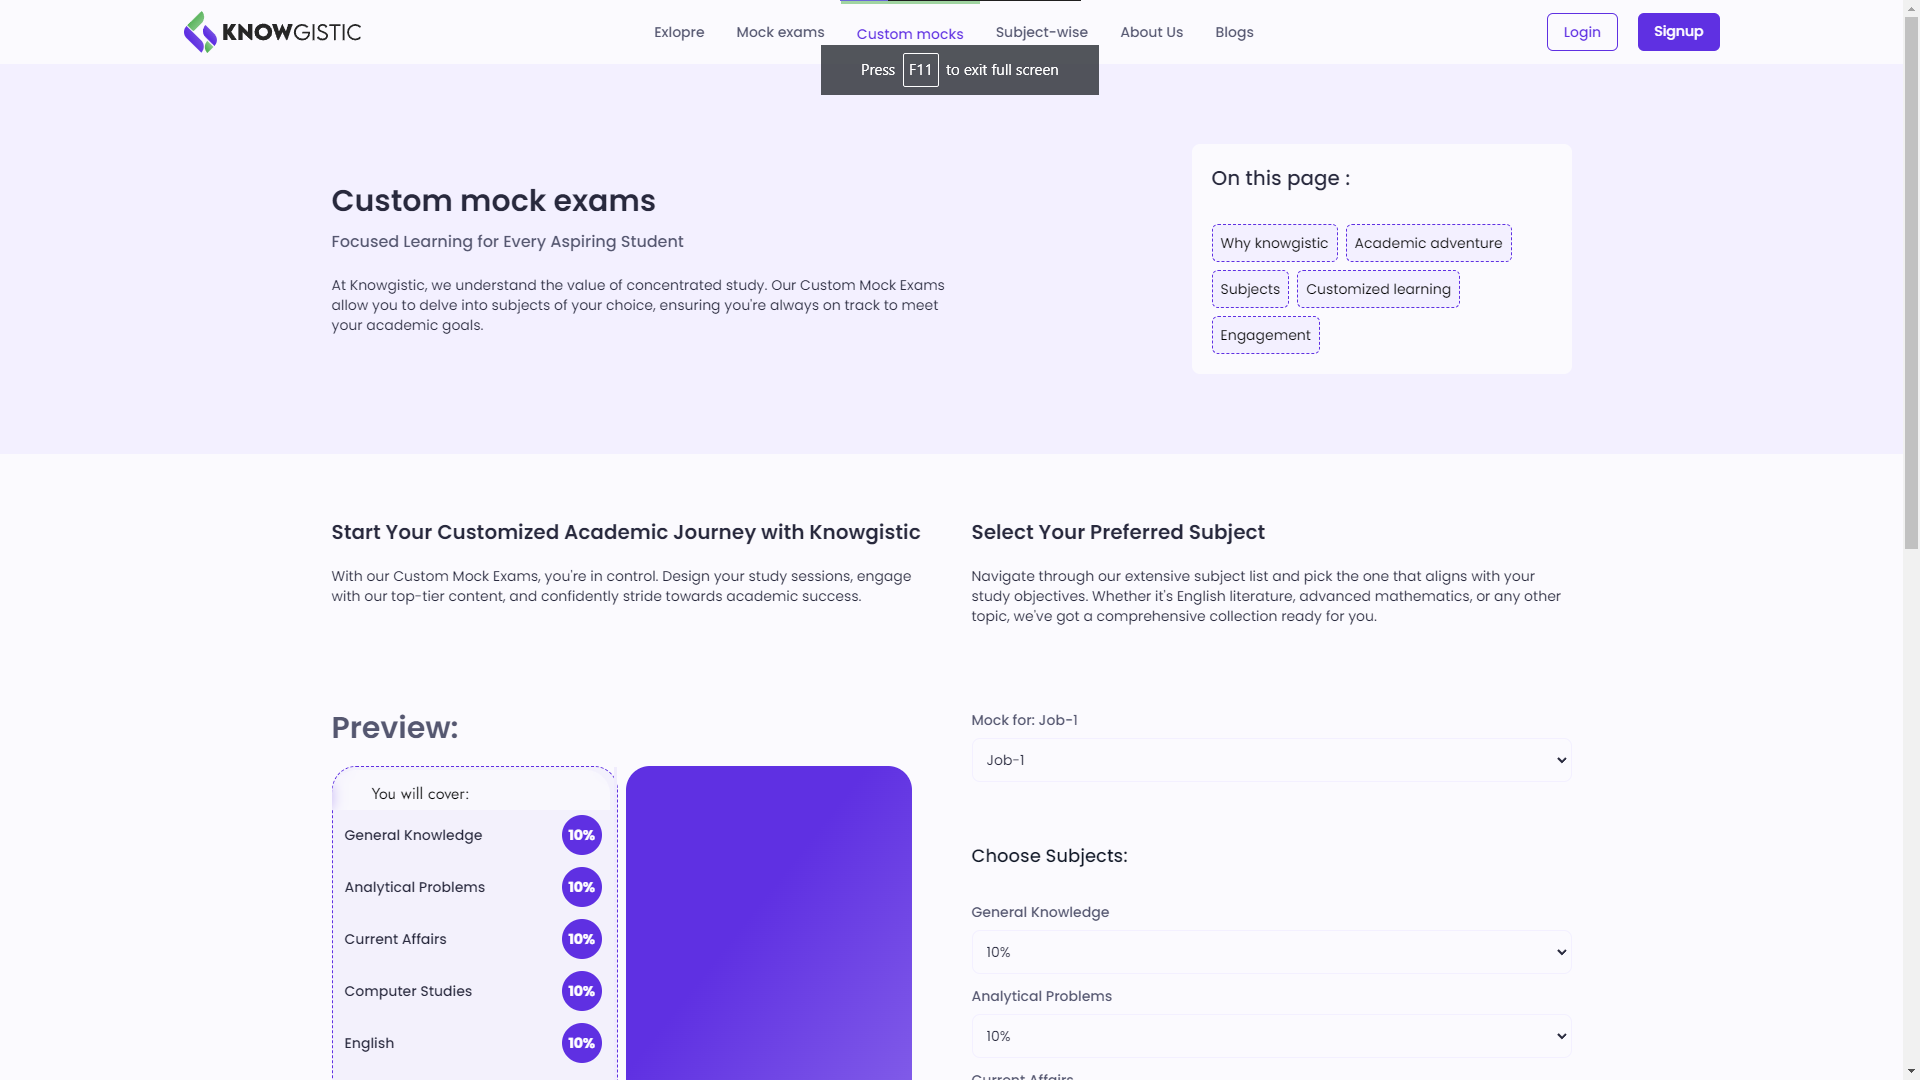 KNOWGISTIC
Exlopre
Mock exams
Custom mocks
Subject-wise
About Us
Blogs
Login
Signup
Press F11 to exit full screen
Custom mock exams
Focused Learning for Every Aspiring Student
At Knowgistic, we understand the value of concentrated study. Our Custom Mock Exams
allow you to delve into subjects of your choice, ensuring you're always on track to meet
your academic goals.
On this page :
Why knowgistic
Academic adventure
Subjects
Customized learning
Engagement
Start Your Customized Academic Journey with Knowgistic
With our Custom Mock Exams, you're in control. Design your study sessions, engage
with our top-tier content, and confidently stride towards academic success.
Select Your Preferred Subject
Navigate through our extensive subject list and pick the one that aligns with your
study objectives. Whether it's English literature, advanced mathematics, or any other
topic, we've got a comprehensive collection ready for you.
Preview:
You will cover:
General Knowledge 10%
Analytical Problems 10%
Current Affairs 10%
Computer Studies 10%
English 10%
Mock for: Job-1
Job-1
Choose Subjects:
General Knowledge
10%
Analytical Problems
10%
Current Affairs